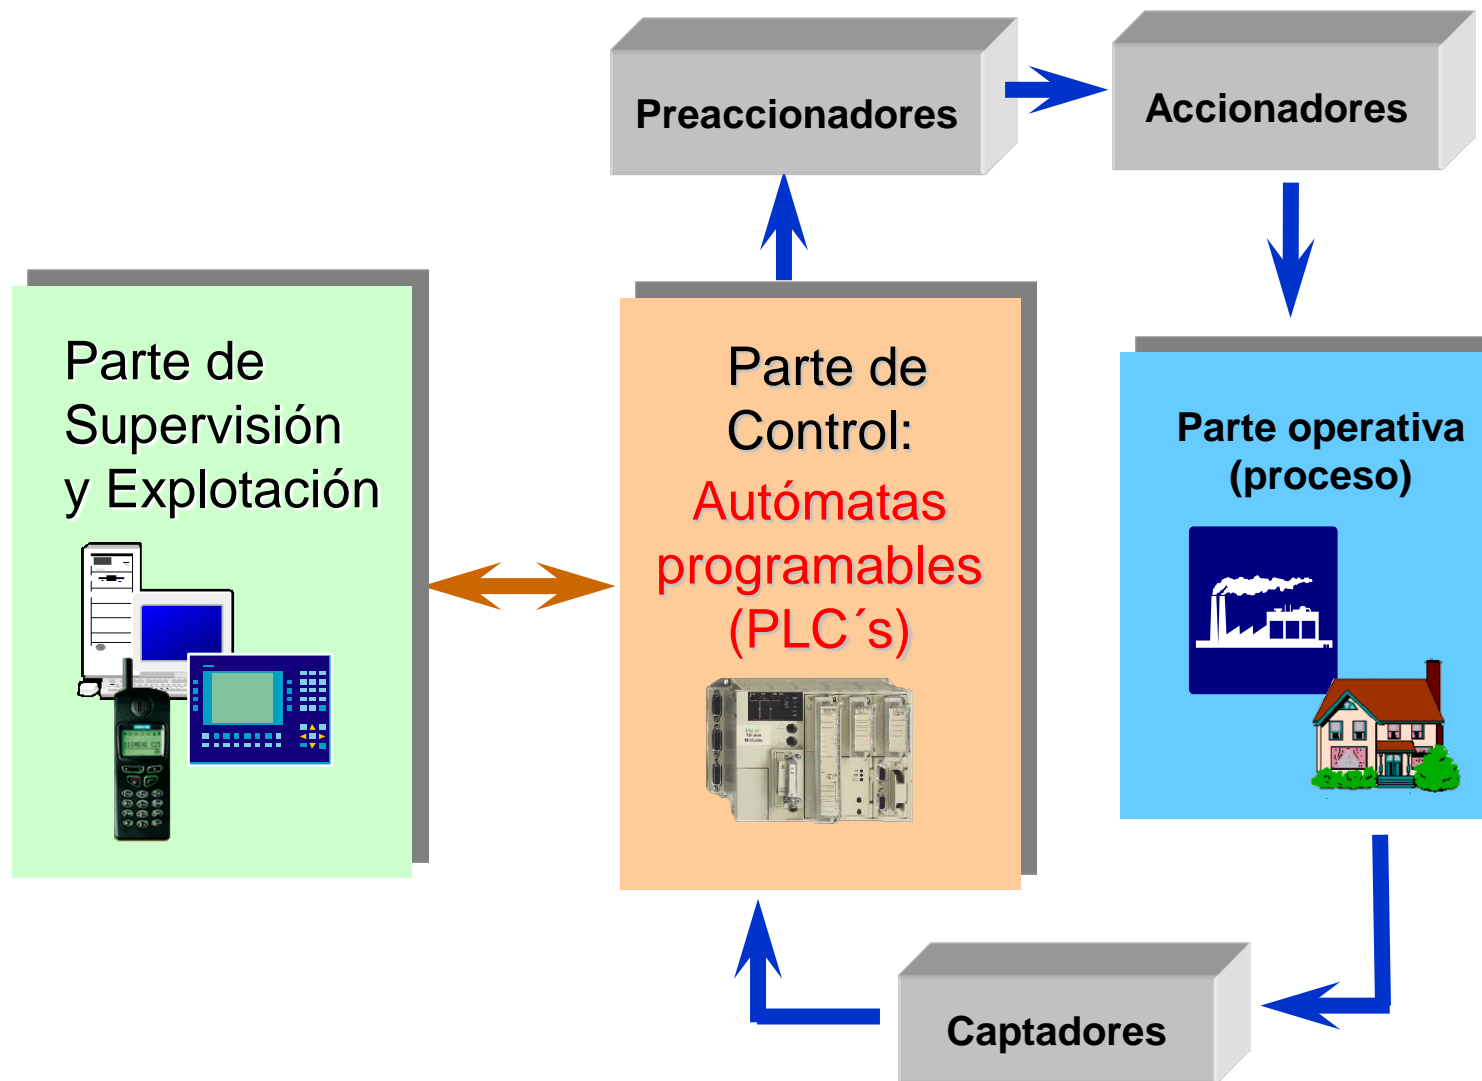 Preaccionadores
Accionadores
Parte de
Supervisión
y Explotación
Parte de
Control:
Autómatas
programables
(PLC´s)
Parte operativa
(proceso)
Captadores